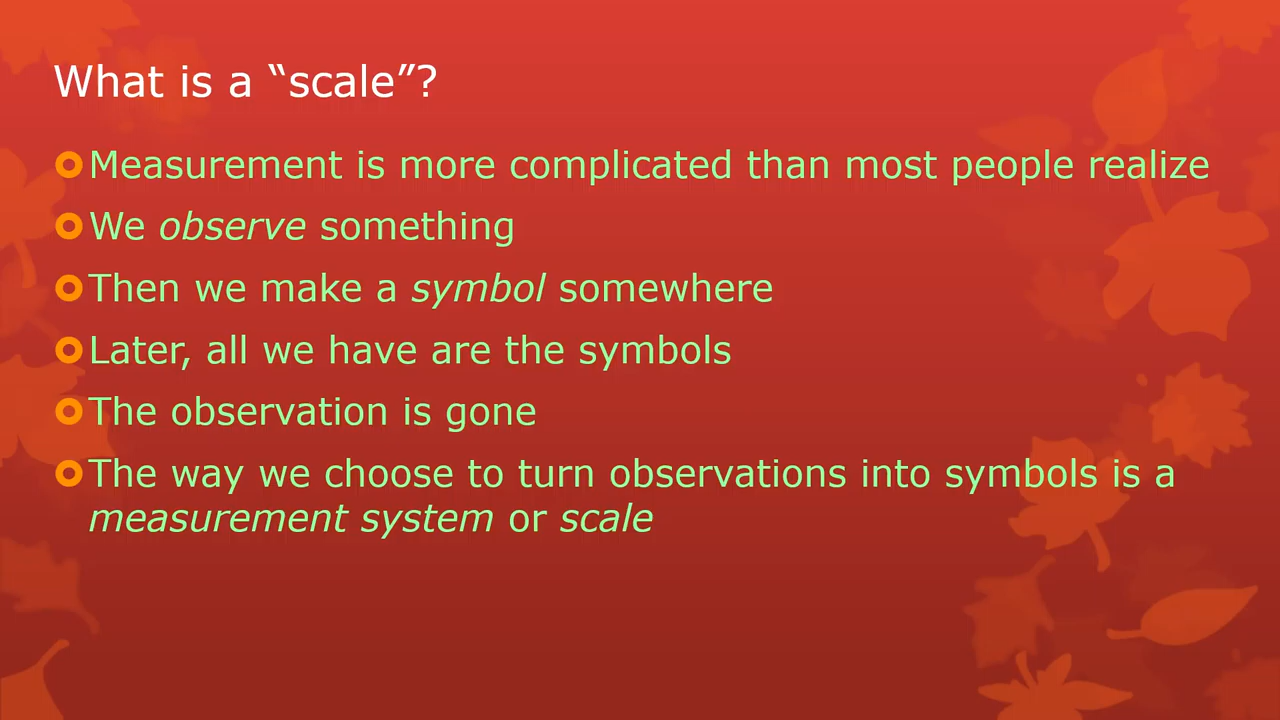 What is a “scale”?
Measurement is more complicated than most people realize
We observe something
Then we make a symbol somewhere
Later, all we have are the symbols
The observation is gone
The way we choose to turn observations into symbols is a
measurement system or scale